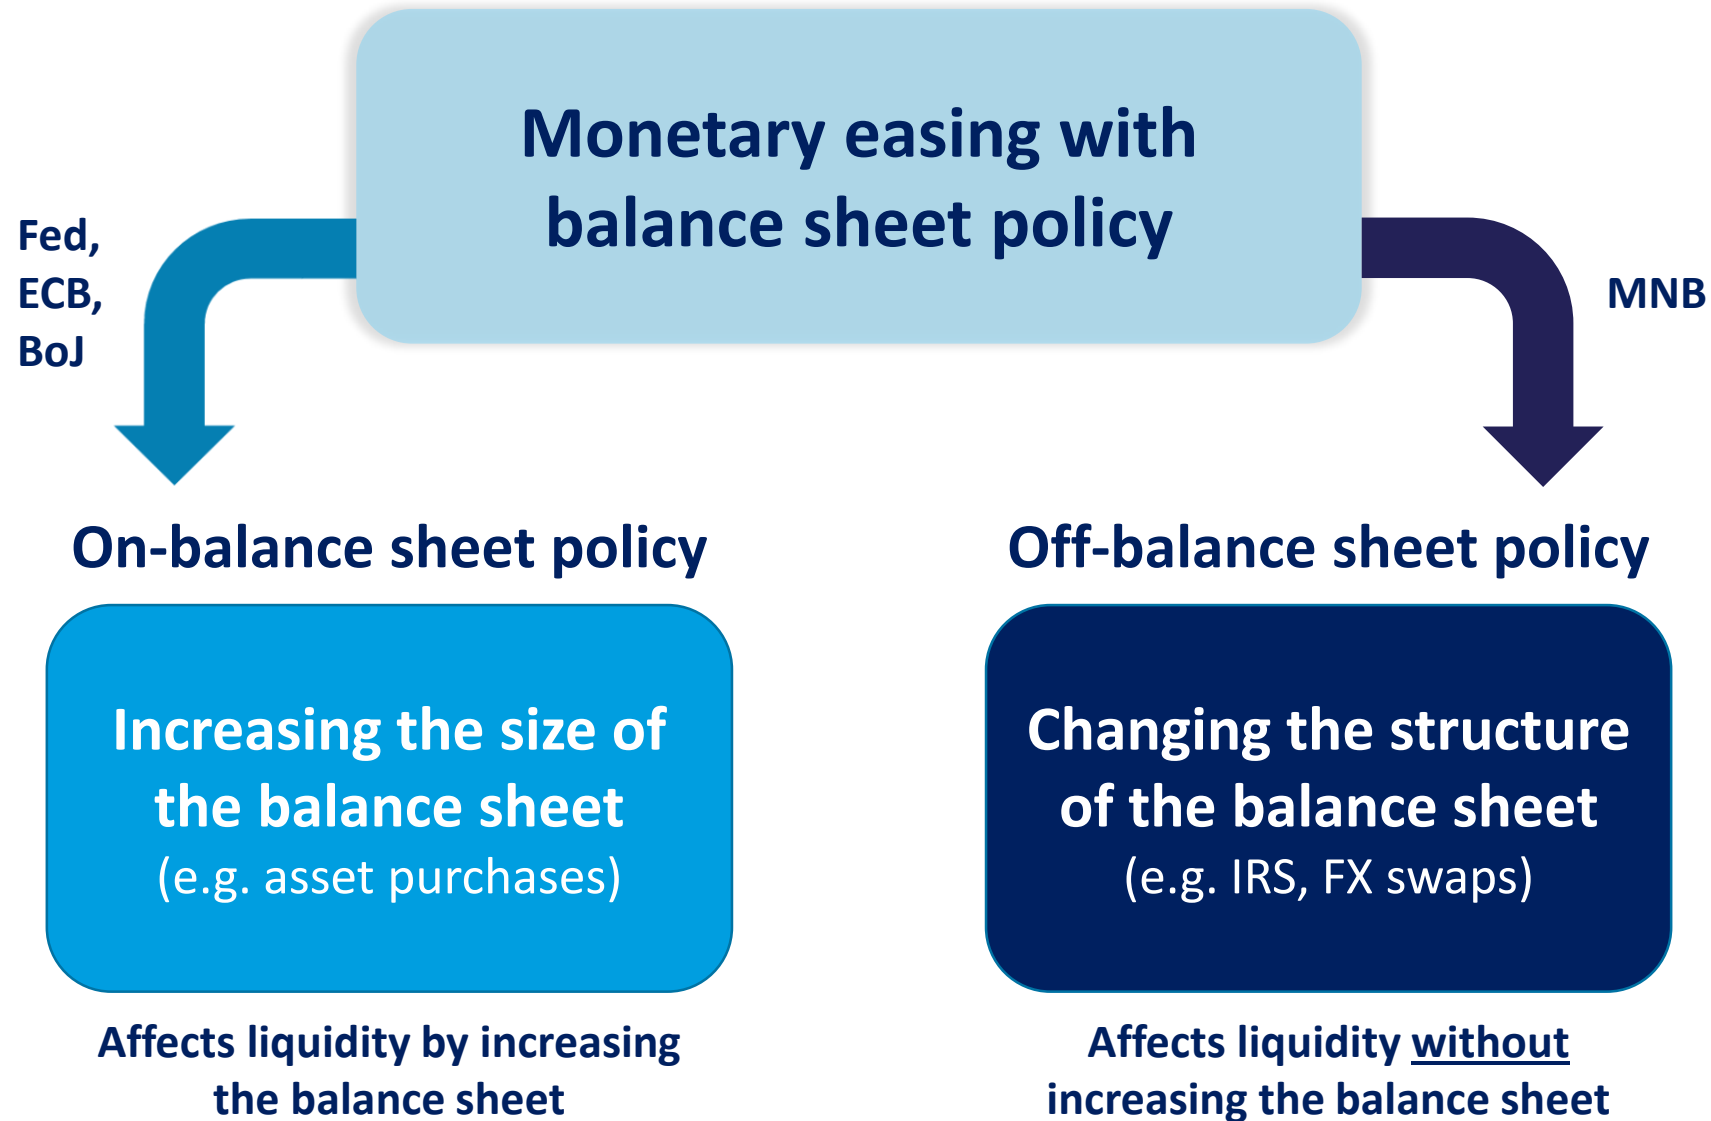 Monetary easing with
balance sheet policy
Fed,
ECB,
BoJ
MNB
On-balance sheet policy
Increasing the size of
the balance sheet
(e.g. asset purchases)
Affects liquidity by increasing
the balance sheet
Off-balance sheet policy
Changing the structure
of the balance sheet
(e.g. IRS, FX swaps)
Affects liquidity without
increasing the balance sheet